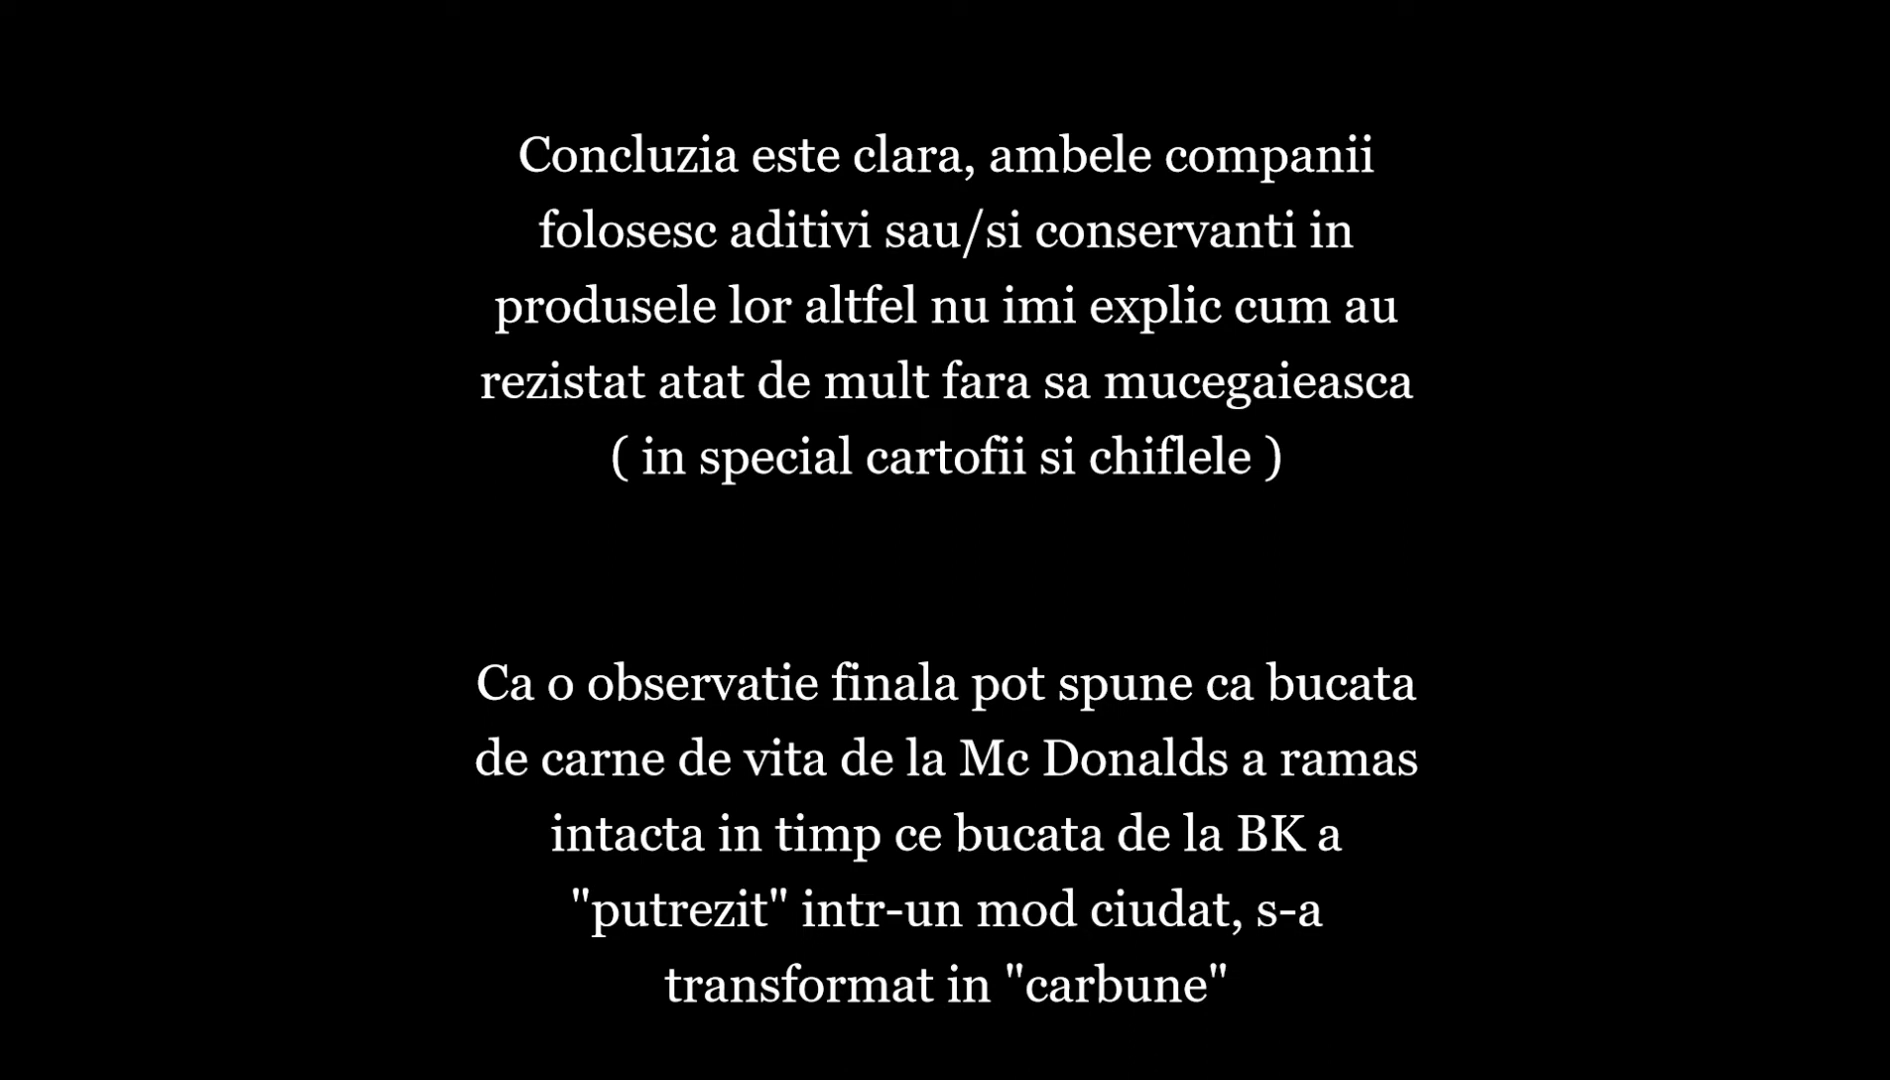 Concluzia este clara, ambele companii
folosesc aditivi sau/si conservanti in
produsele lor altfel nu imi explic cum au
rezistat atat de mult fara sa mucegaieasca
( in special cartofii si chiflele )
Ca o observatie finala pot spune ca bucata
de carne de vita de la Mc Donalds a ramas
intacta in timp ce bucata de la BK a
"putrezit" intr-un mod ciudat, s-a
transformat in "carbune"